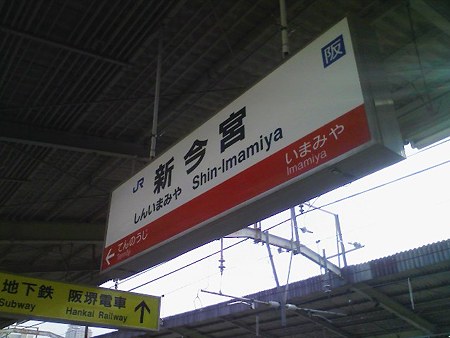 阪
JR 新今宮
しんいまみや Shin-Imamiya
いまみや
Imamiya
←てんのうじ
Tennōji
地下鉄 阪堺電車 ↑
Subway Hankai Railway